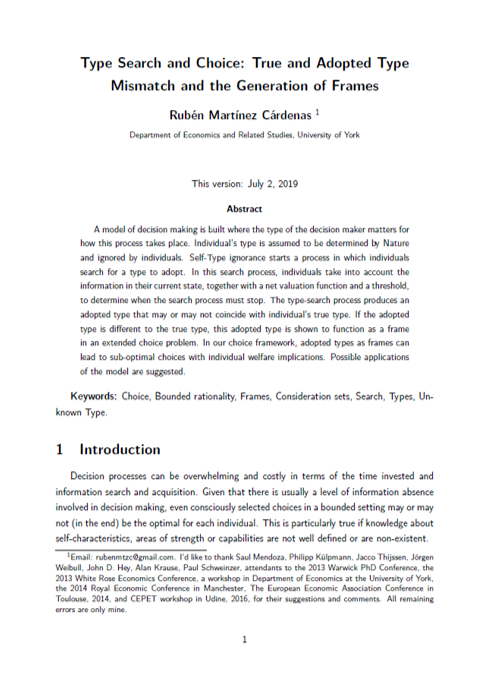 Type Search and Choice: True and Adopted Type
Mismatch and the Generation of Frames
Rubén Martínez Cárdenas 1
Department of Economics and Related Studies, University of York
This version: July 2, 2019
Abstract
A model of decision making is built where the type of the decision maker matters for
how this process takes place. Individual's type is assumed to be determined by Nature
and ignored by individuals. Self-Type ignorance starts a process in which individuals
search for a type to adopt. In this search process, individuals take into account the
information in their current state, together with a net valuation function and a threshold,
to determine when the search process must stop. The type-search process produces an
adopted type that may or may not coincide with individual's true type. If the adopted
type is different to the true type, this adopted type is shown to function as a frame
in an extended choice problem. In our choice framework, adopted types as frames can
lead to sub-optimal choices with individual welfare implications. Possible applications
of the model are suggested.
Keywords: Choice, Bounded rationality, Frames, Consideration sets, Search, Types, Un-
known Type.
1 Introduction
Decision processes can be overwhelming and costly in terms of the time invested and
information search and acquisition. Given that there is usually a level of information absence
involved in decision making, even consciously selected choices in a bounded setting may or may
not (in the end) be the optimal for each individual. This is particularly true if knowledge about
self-characteristics, areas of strength or capabilities are not well defined or are non-existent.
1Email: rubenmtzc@gmail.com. I'd like to thank Saul Mendoza, Philipp Külpmann, Jacco Thijssen, Jörgen
Weibull, John D. Hey, Alan Krause, Paul Schweinzer, attendants to the 2013 Warwick PhD Conference, the
2013 White Rose Economics Conference, a workshop in Department of Economics at the University of York,
the 2014 Royal Economic Conference in Manchester, The European Economic Association Conference in
Toulouse, 2014, and CEPET workshop in Udine, 2016, for their suggestions and comments. All remaining
errors are only mine.
1